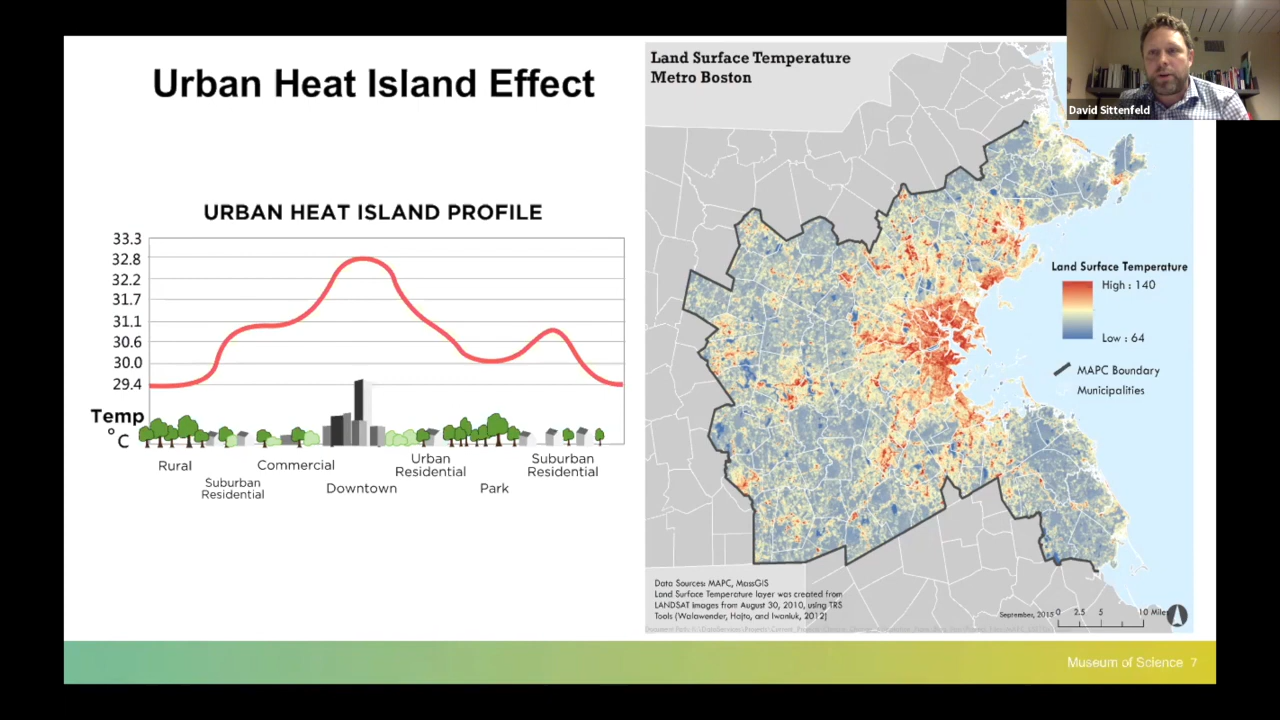 Urban Heat Island Effect
URBAN HEAT ISLAND PROFILE
33.3
32.8
32.2
31.7
31.1
30.6
30.0
29.4
Temp
°C
Rural
Suburban
Residential
Commercial
Downtown
Urban
Residential
Park
Suburban
Residential
Land Surface Temperature
Metro Boston
David Sittenfeld
Land Surface Temperature
High : 140
Low : 64
MAPC Boundary
Municipalities
Data Sources: MAPC, MassGIS
Land Surface Temperature layer was created from
LANDSAT images from August 30, 2010, using TRS
Tools (Walawender, Hajto, and Iwaniuk, 2012)
September, 2015
0 2.5 5 10 Miles
Museum of Science 7